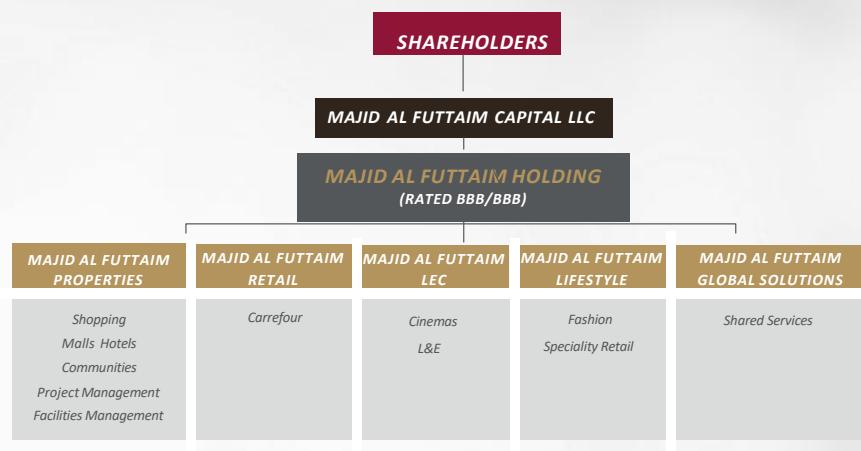 SHAREHOLDERS
MAJID AL FUTTAIM CAPITAL LLC
MAJID AL FUTTAIM HOLDING
(RATED BBB/BBB)
MAJID AL FUTTAIM
PROPERTIES
Shopping
Malls Hotels
Communities
Project Management
Facilities Management
MAJID AL FUTTAIM
RETAIL
Carrefour
MAJID AL FUTTAIM
LEC
Cinemas
L&E
MAJID AL FUTTAIM
LIFESTYLE
Fashion
Speciality Retail
MAJID AL FUTTAIM
GLOBAL SOLUTIONS
Shared Services